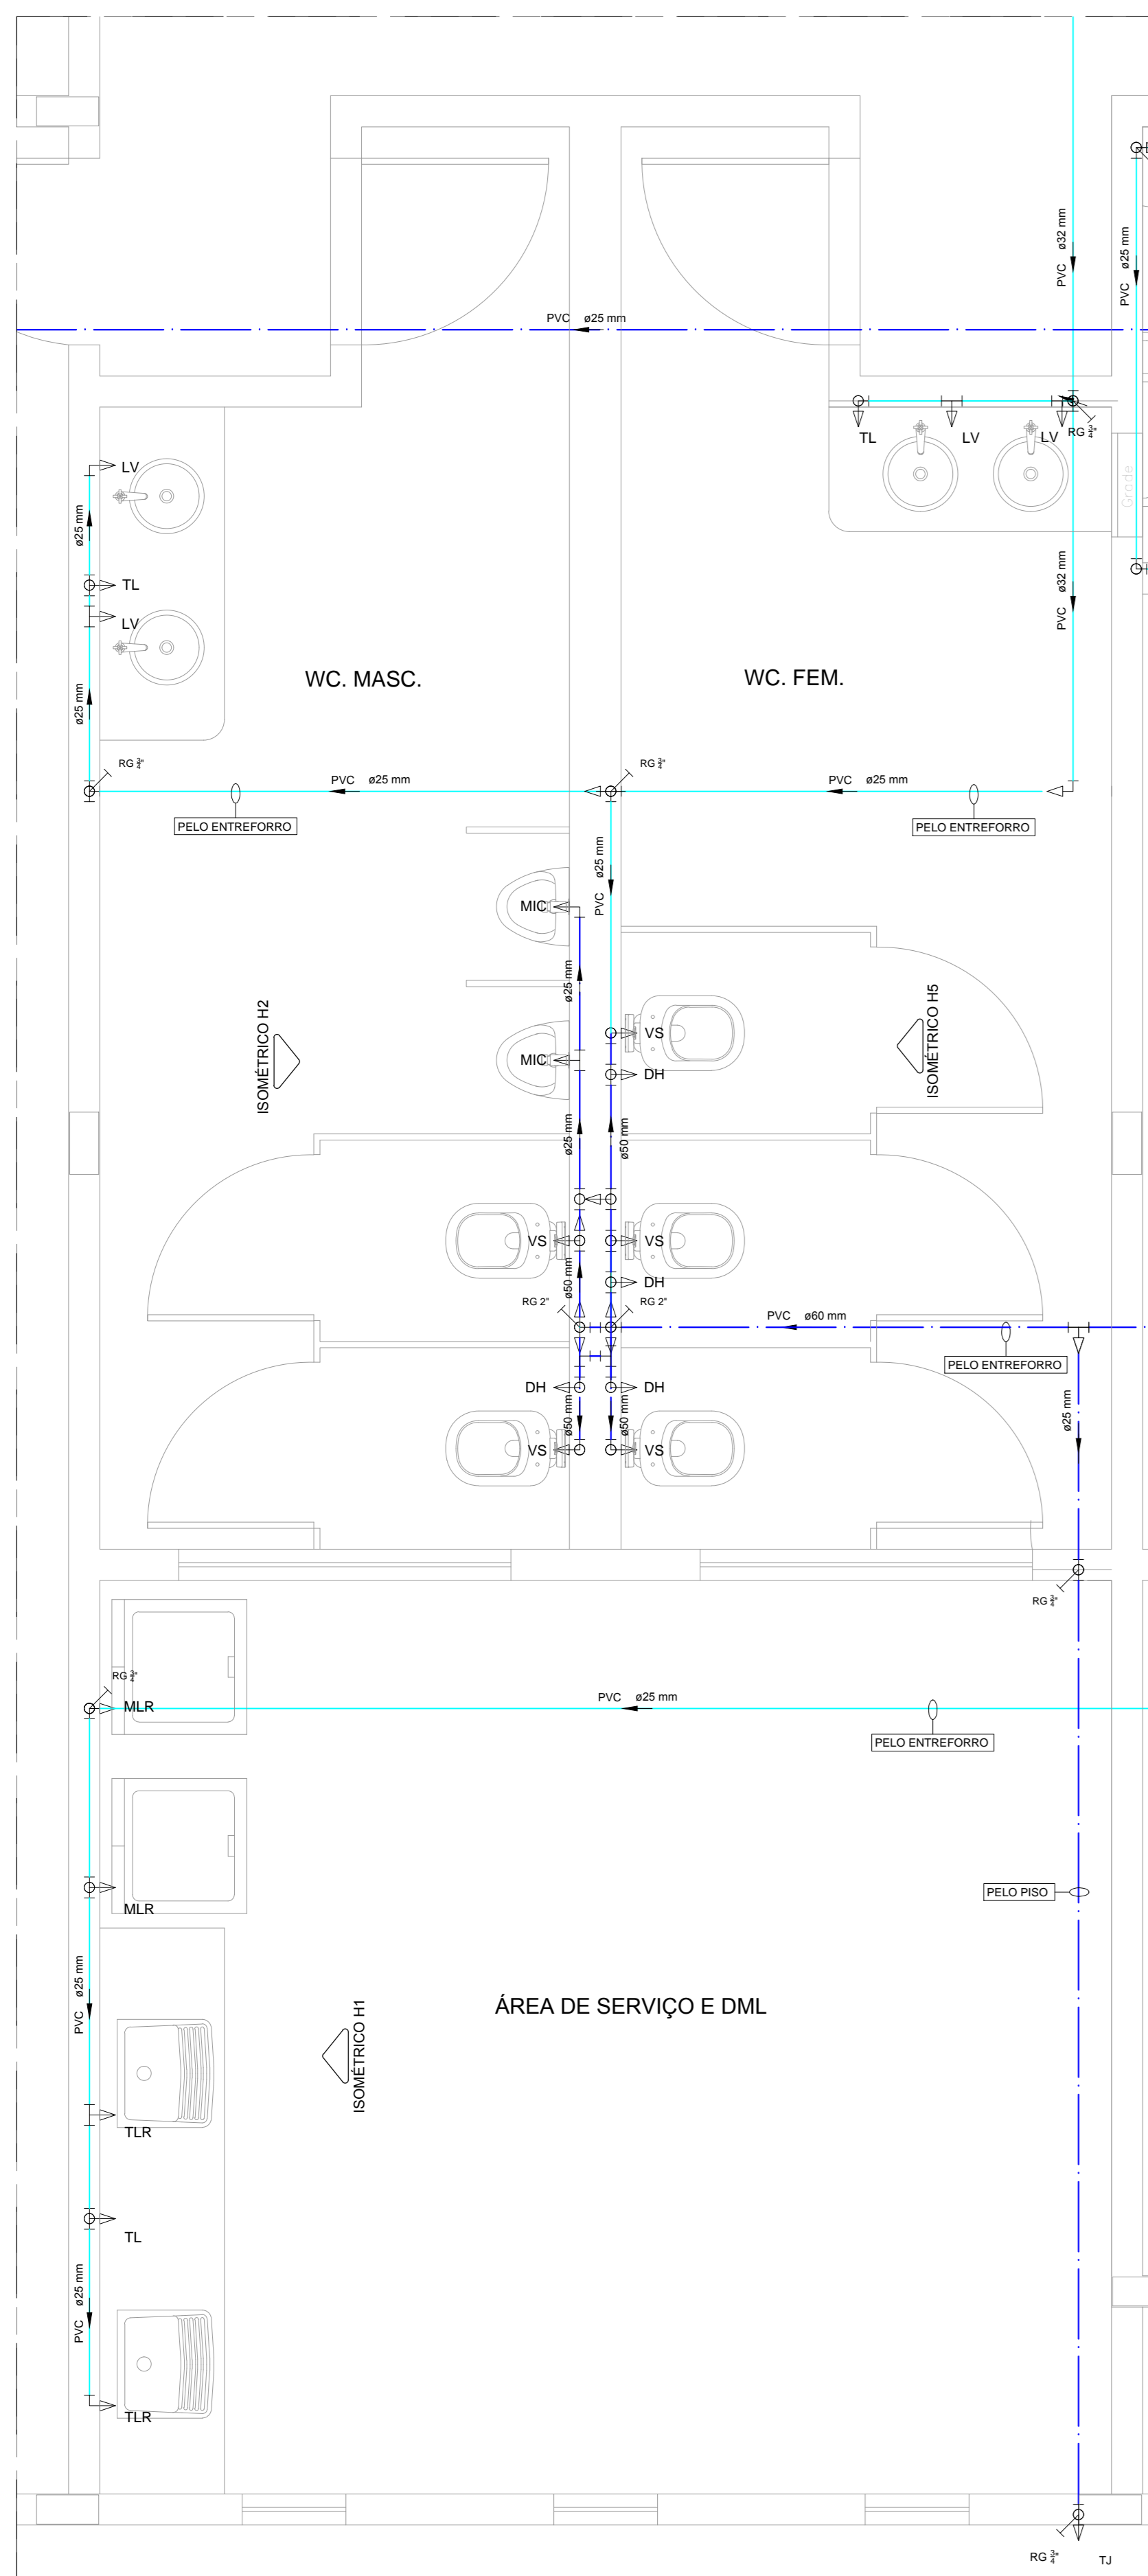 PVC ø32 mm
PVC ø25 mm
PVC ø25 mm
TL
LV
LV
RG 3/4"
Grade
LV
ø25 mm
TL
LV
ø25 mm
PVC ø32 mm
WC. MASC.
WC. FEM.
RG 3/4"
PVC ø25 mm
RG 3/4"
PVC ø25 mm
PELO ENTREFORRO
PELO ENTREFORRO
PVC ø25 mm
MIC
ø25 mm
ISOMÉTRICO H2
ISOMÉTRICO H5
VS
MIC
DH
ø25 mm
ø50 mm
VS
VS
ø50 mm
DH
RG 2"
RG 2"
PVC ø60 mm
PELO ENTREFORRO
DH
DH
ø50 mm
ø50 mm
ø25 mm
VS
VS
RG 3/4"
RG 3/4"
MLR
PVC ø25 mm
PELO ENTREFORRO
MLR
PELO PISO
PVC ø25 mm
ÁREA DE SERVIÇO E DML
ISOMÉTRICO H1
TLR
TL
PVC ø25 mm
TLR
RG 3/4"
TJ